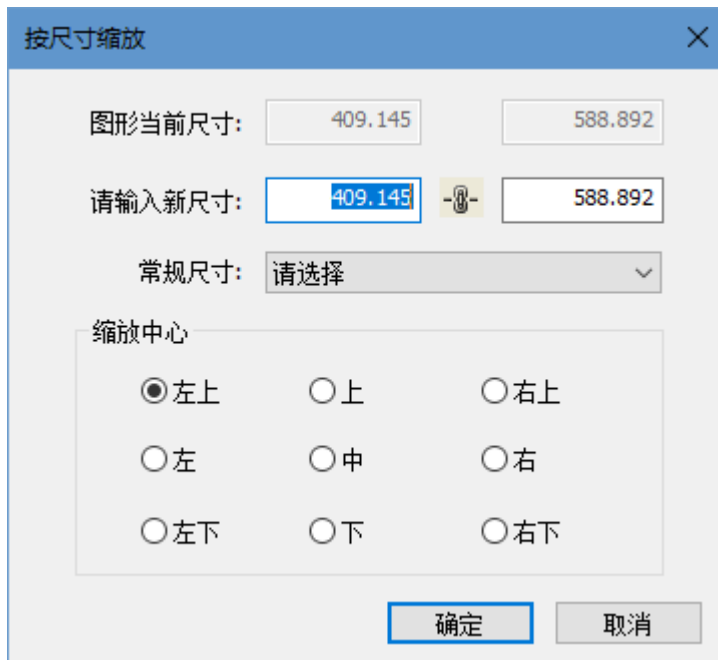 按尺寸缩放
图形当前尺寸: 409.145 588.892
请输入新尺寸: 409.145 588.892
常规尺寸: 请选择
缩放中心
左上 上 右上
左 中 右
左下 下 右下
确定 取消